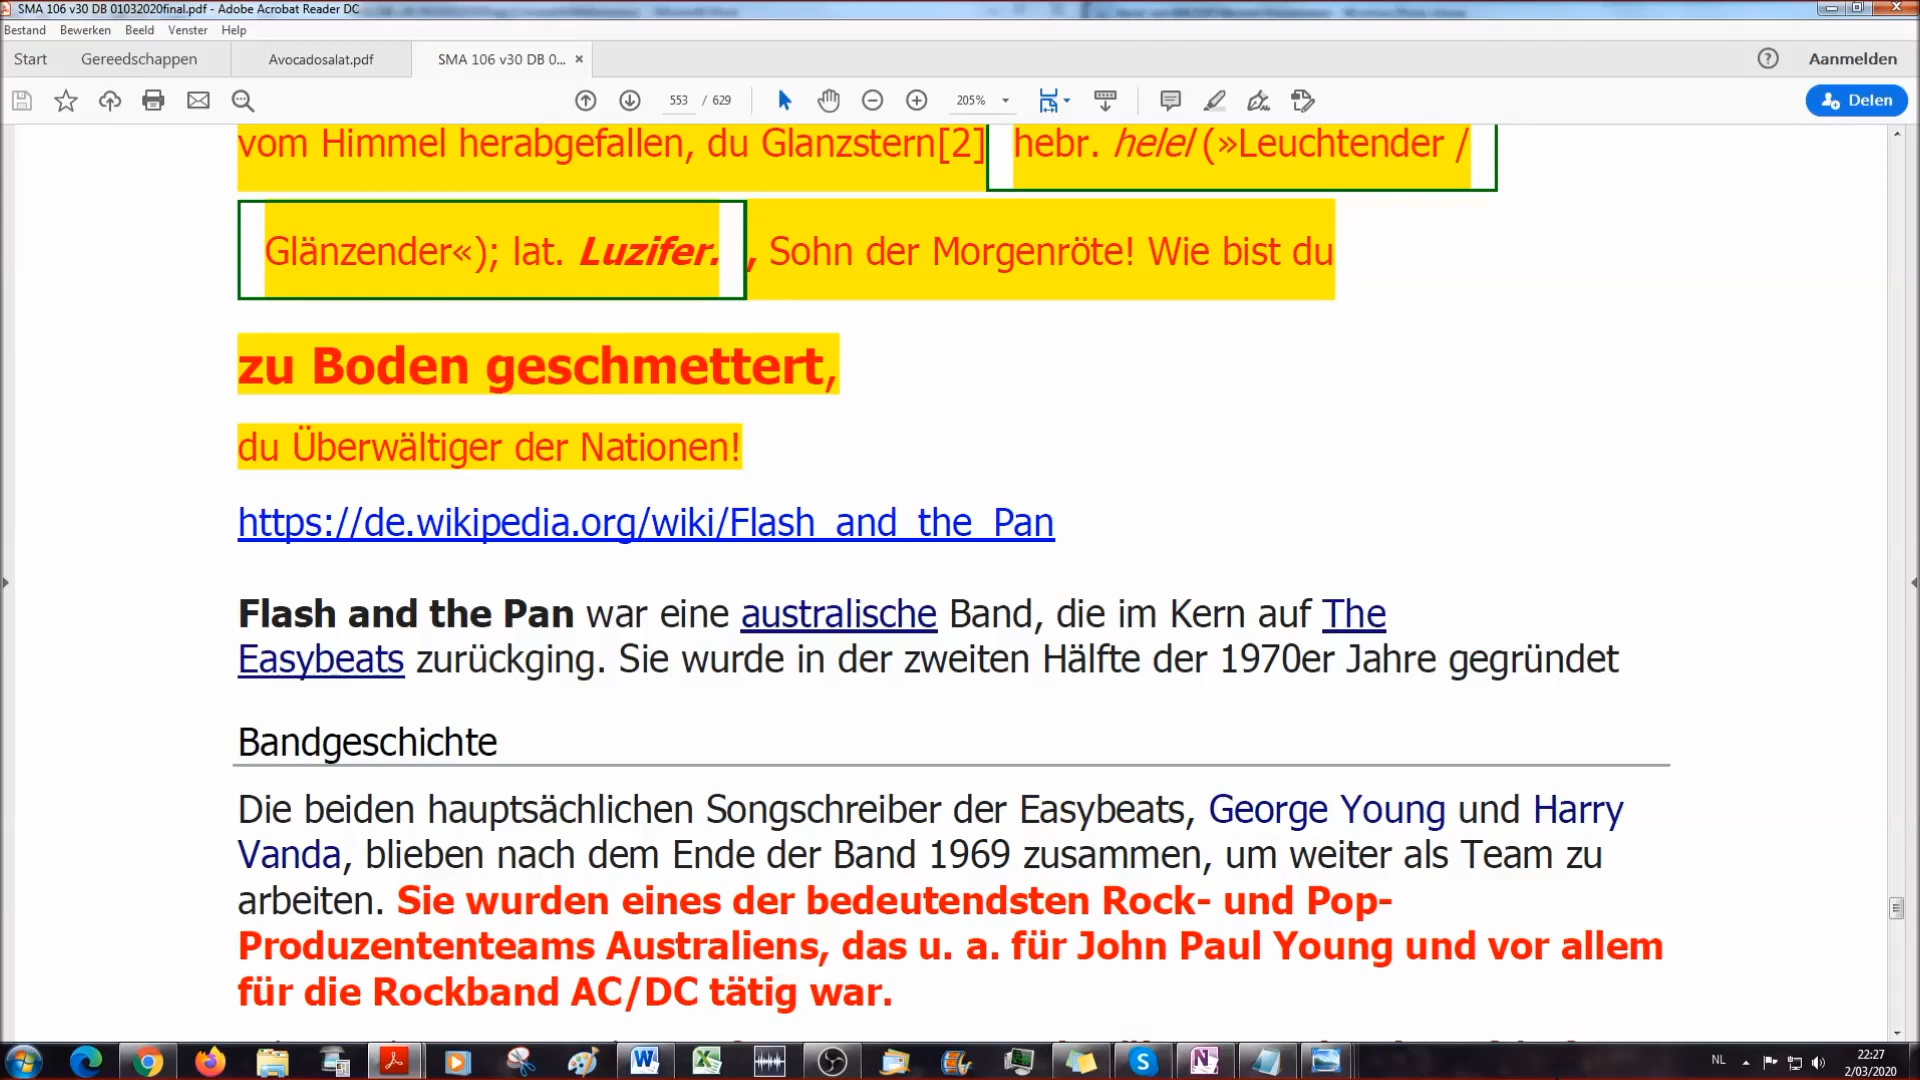 SMA 106 v30 DB 01032020final.pdf - Adobe Acrobat Reader DC
Bestand Bewerken Beeld Venster Help
Start Gereedschappen Avocadosalat.pdf SMA 106 v30 DB 0... × Aanmelden
553 / 629 205% Delen
vom Himmel herabgefallen, du Glanzstern[2] hebr. helel (»Leuchtender /
Glänzender«); lat. Luzifer. , Sohn der Morgenröte! Wie bist du
zu Boden geschmettert,
du Überwältiger der Nationen!
https://de.wikipedia.org/wiki/Flash_and_the_Pan
Flash and the Pan war eine australische Band, die im Kern auf The
Easybeats zurückging. Sie wurde in der zweiten Hälfte der 1970er Jahre gegründet
Bandgeschichte
Die beiden hauptsächlichen Songschreiber der Easybeats, George Young und Harry
Vanda, blieben nach dem Ende der Band 1969 zusammen, um weiter als Team zu
arbeiten. Sie wurden eines der bedeutendsten Rock- und Pop-
Produzententeams Australiens, das u. a. für John Paul Young und vor allem
für die Rockband AC/DC tätig war.
NL 22:27
2/03/2020